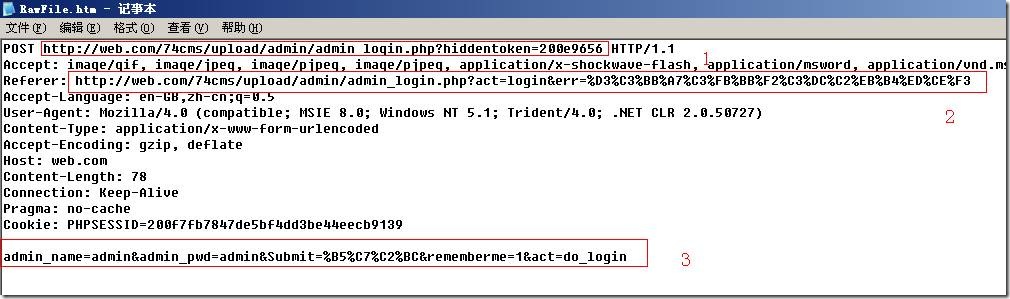 RawFile.htm - 记事本
文件(F) 编辑(E) 格式(O) 查看(V) 帮助(H)
POST http://web.com/74cms/upload/admin/admin_login.php?hiddentoken=200e9656 HTTP/1.1
1
Accept: image/gif, image/jpeg, image/pjpeg, image/pjpeg, application/x-shockwave-flash, application/msword, application/vnd.ms
Referer: http://web.com/74cms/upload/admin/admin_login.php?act=login&err=%D3%C3%BB%A7%C3%FB%BB%F2%C3%DC%C2%EB%B4%ED%CE%F3
Accept-Language: en-GB,zh-cn;q=0.5
User-Agent: Mozilla/4.0 (compatible; MSIE 8.0; Windows NT 5.1; Trident/4.0; .NET CLR 2.0.50727)
2
Content-Type: application/x-www-form-urlencoded
Accept-Encoding: gzip, deflate
Host: web.com
Content-Length: 78
Connection: Keep-Alive
Pragma: no-cache
Cookie: PHPSESSID=200f7fb7847de5bf4dd3be44eecb9139
admin_name=admin&admin_pwd=admin&Submit=%B5%C7%C2%BC&rememberme=1&act=do_login
3